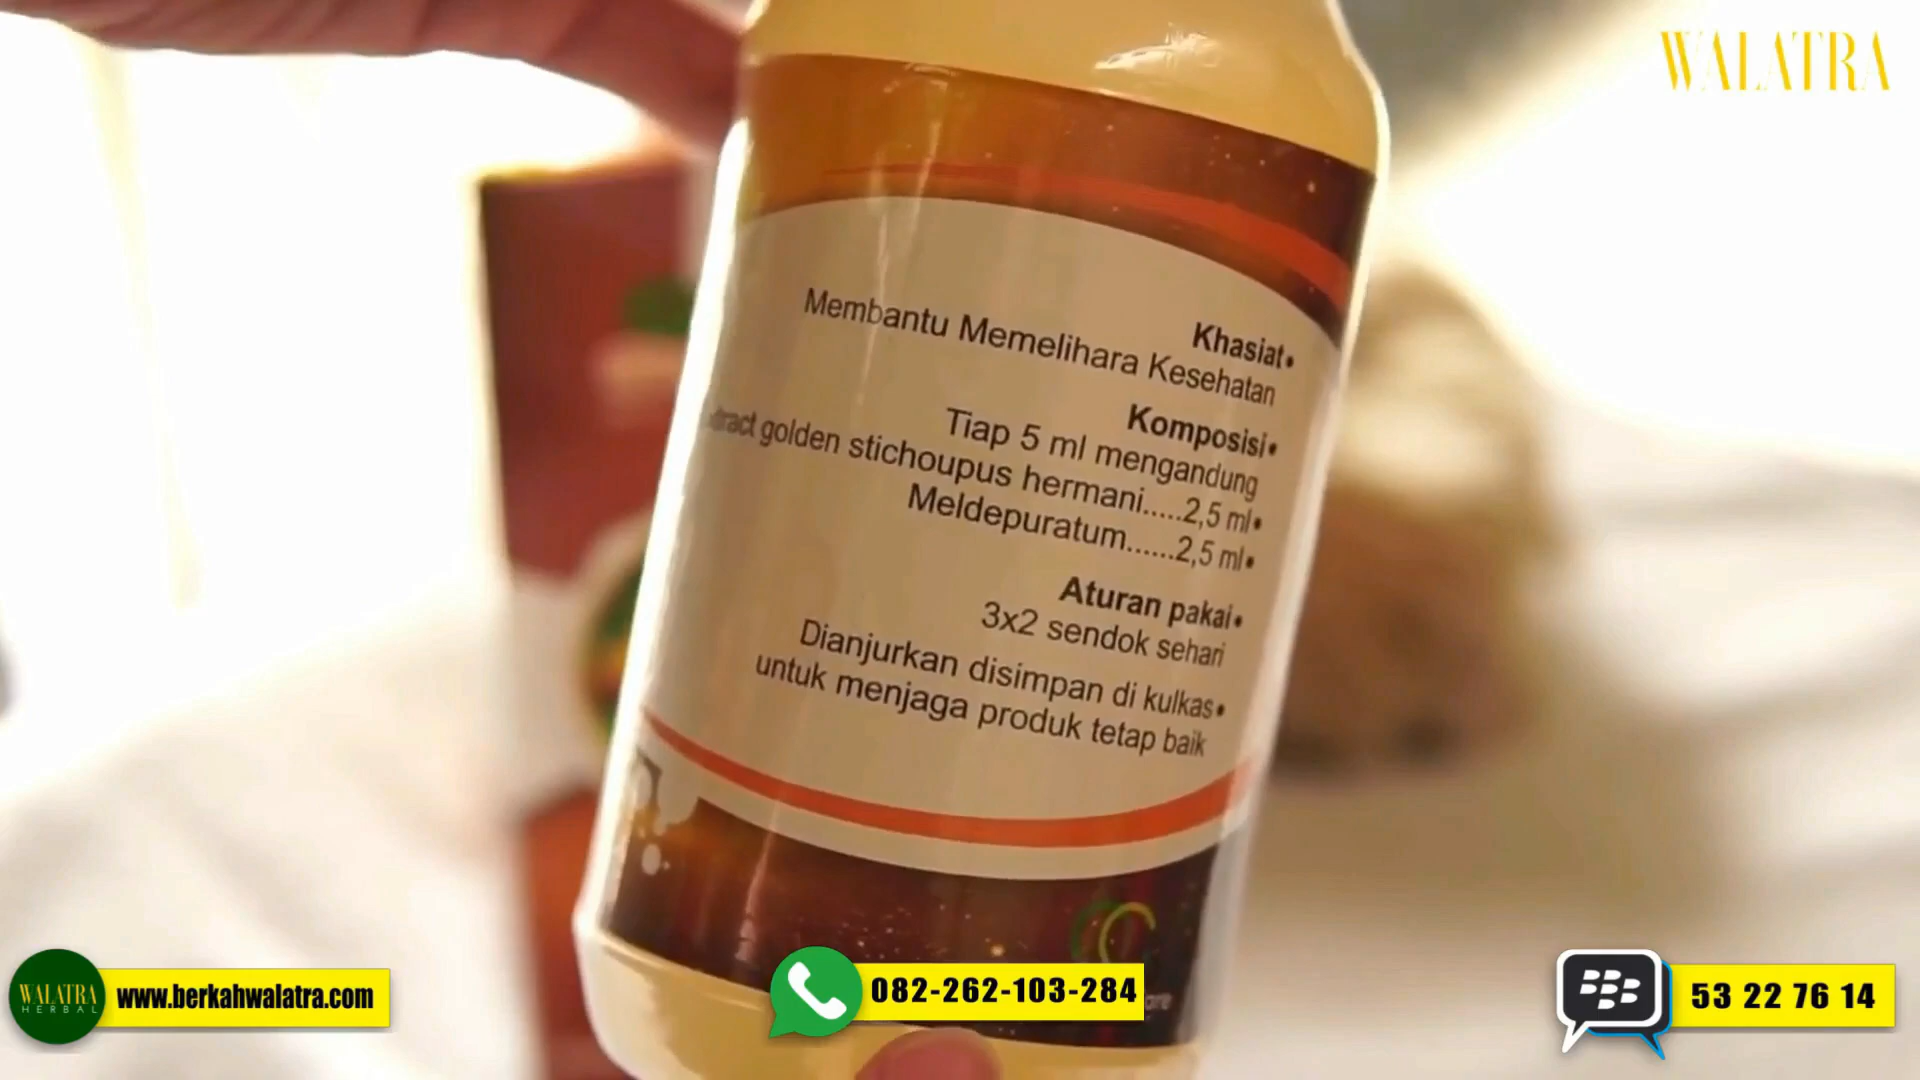 WALATRA
Khasiat•
Membantu Memelihara Kesehatan
Komposisi•
Tiap 5 ml mengandung
golden stichoupus hermani.....2,5 ml•
Meldepuratum......2,5 ml•
Aturan pakai•
3x2 sendok sehari
Dianjurkan disimpan di kulkas•
untuk menjaga produk tetap baik
WALATRA
HERBAL
www.berkahwalatra.com
082-262-103-284
53 22 76 14